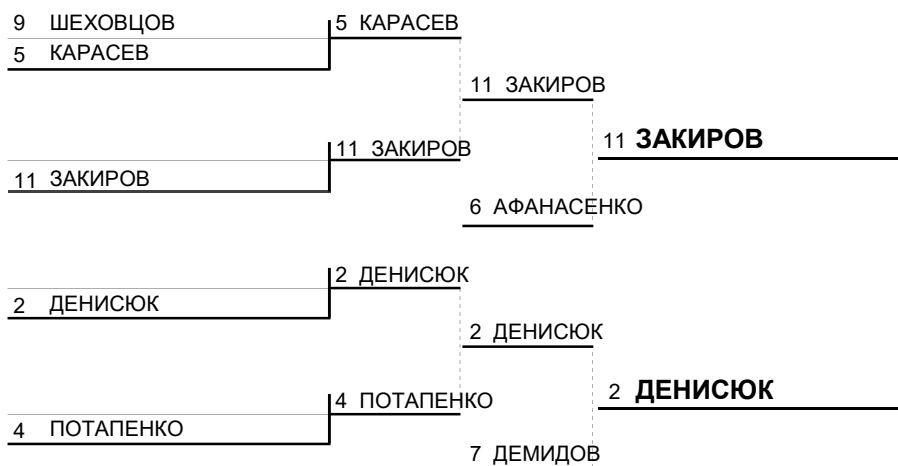 9 ШЕХОВЦОВ
5 КАРАСЕВ
5 КАРАСЕВ
11 ЗАКИРОВ
11 ЗАКИРОВ
11 ЗАКИРОВ
11 ЗАКИРОВ
6 АФАНАСЕНКО
2 ДЕНИСЮК
2 ДЕНИСЮК
2 ДЕНИСЮК
2 ДЕНИСЮК
4 ПОТАПЕНКО
4 ПОТАПЕНКО
7 ДЕМИДОВ